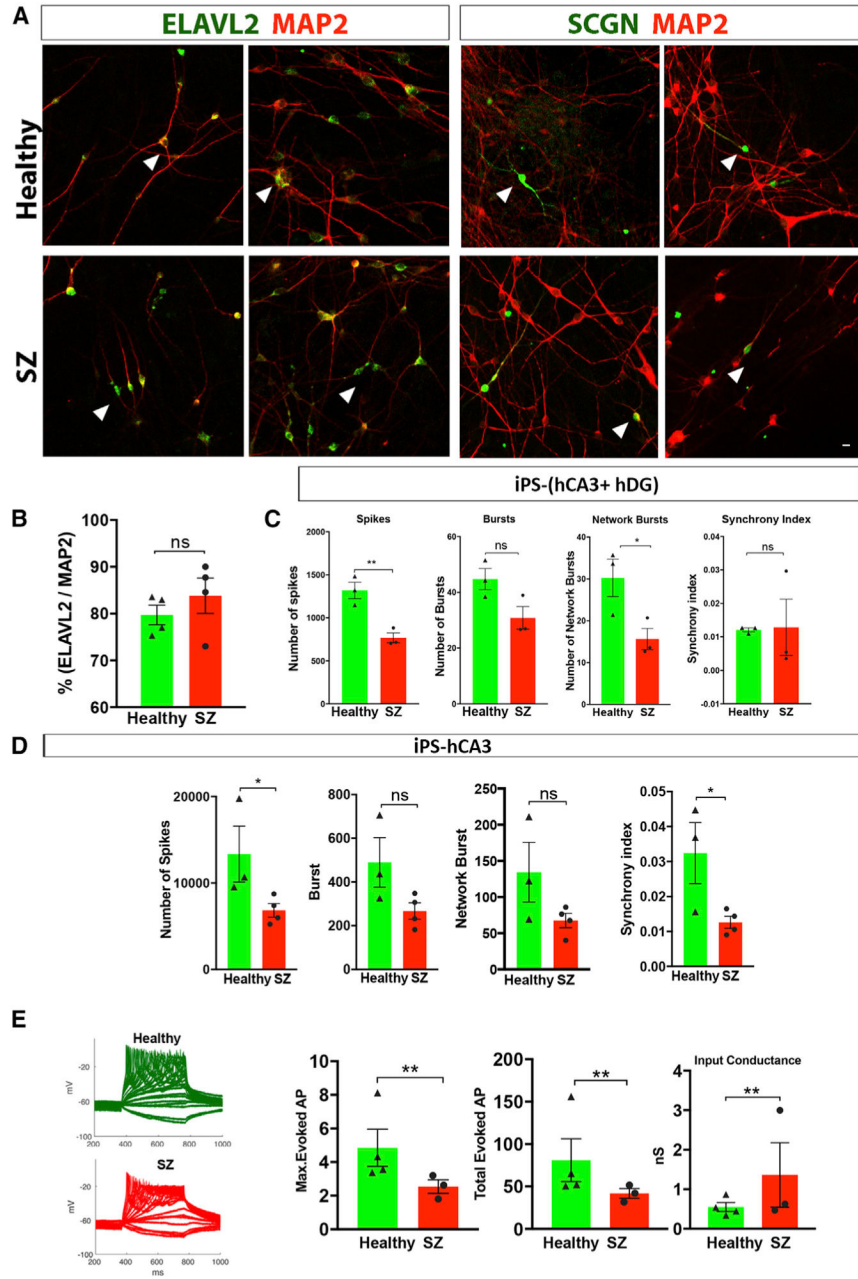 A
ELAVL2 MAP2
SCGN MAP2
Healthy
SZ
iPS-(hCA3+ hDG)
B
% (ELAVL2 / MAP2)
100
90
80
70
60
ns
Healthy SZ
C
Spikes
Number of spikes
2000
1500
1000
500
0
**
Healthy SZ
Bursts
Number of Bursts
60
40
20
0
ns
Healthy SZ
Network Bursts
Number of Network Bursts
40
30
20
10
0
*
Healthy SZ
Synchrony Index
Synchrony index
0.04
0.03
0.02
0.01
0.00
-0.01
ns
Healthy SZ
D
iPS-hCA3
Number of Spikes
20000
10000
0
*
Healthy SZ
Burst
800
600
400
200
0
ns
Healthy SZ
Network Burst
250
200
150
100
50
0
ns
Healthy SZ
Synchrony index
0.05
0.04
0.03
0.02
0.01
0.00
*
Healthy SZ
E
Healthy
mV
-20
-60
-100
200 400 600 800 1000
SZ
mV
-20
-60
-100
200 400 600 800 1000
ms
Max.Evoked AP
10
8
6
4
2
0
**
Healthy SZ
Total Evoked AP
200
150
100
50
0
**
Healthy SZ
Input Conductance
nS
4
3
2
1
0
**
Healthy SZ